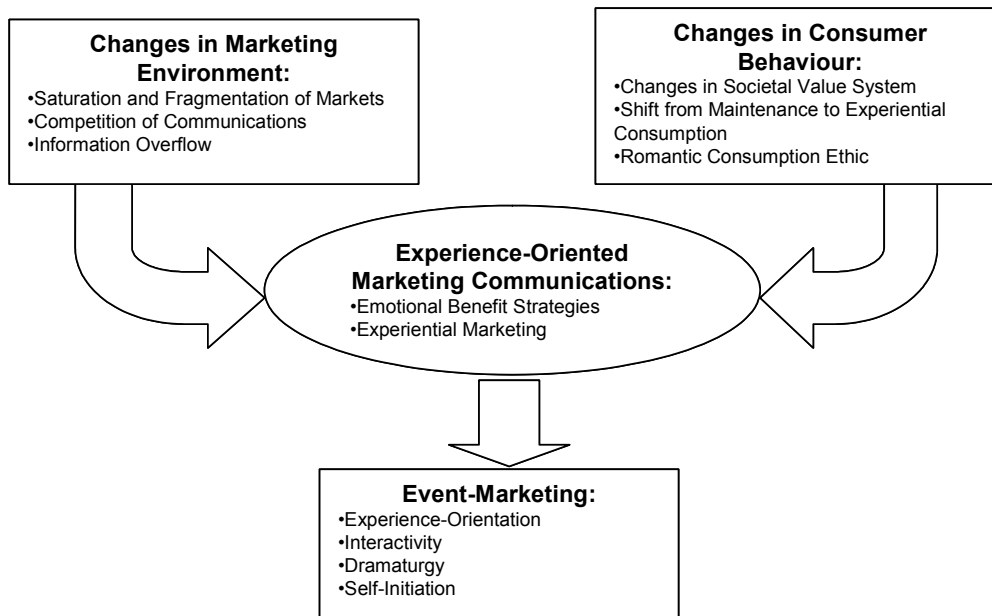 Changes in Marketing
Environment:
•Saturation and Fragmentation of Markets
•Competition of Communications
•Information Overflow
Changes in Consumer
Behaviour:
•Changes in Societal Value System
•Shift from Maintenance to Experiential
Consumption
•Romantic Consumption Ethic
Experience-Oriented
Marketing Communications:
•Emotional Benefit Strategies
•Experiential Marketing
Event-Marketing:
•Experience-Orientation
•Interactivity
•Dramaturgy
•Self-Initiation